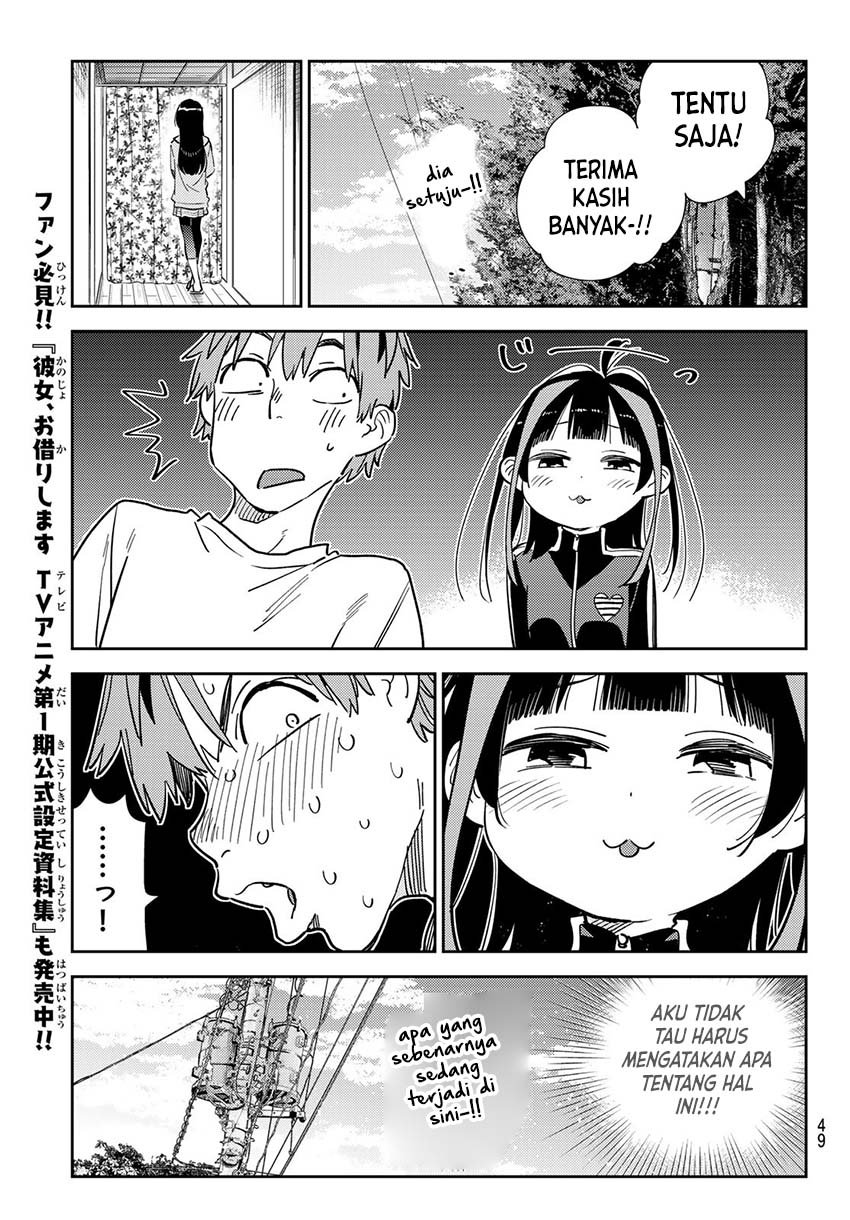 TENTU
SAJA!
TERIMA
KASIH
BANYAK-!!
dia
setuju-!!
っ
……っ！
AKU TIDAK
TAU HARUS
MENGATAKAN APA
TENTANG HAL
INI!!!
apa yang
sebenarnya
sedang
terjadi di
sini-!!
ファン必見!!『彼女、お借りします TVアニメ第1期公式設定資料集』も発売中!!
49